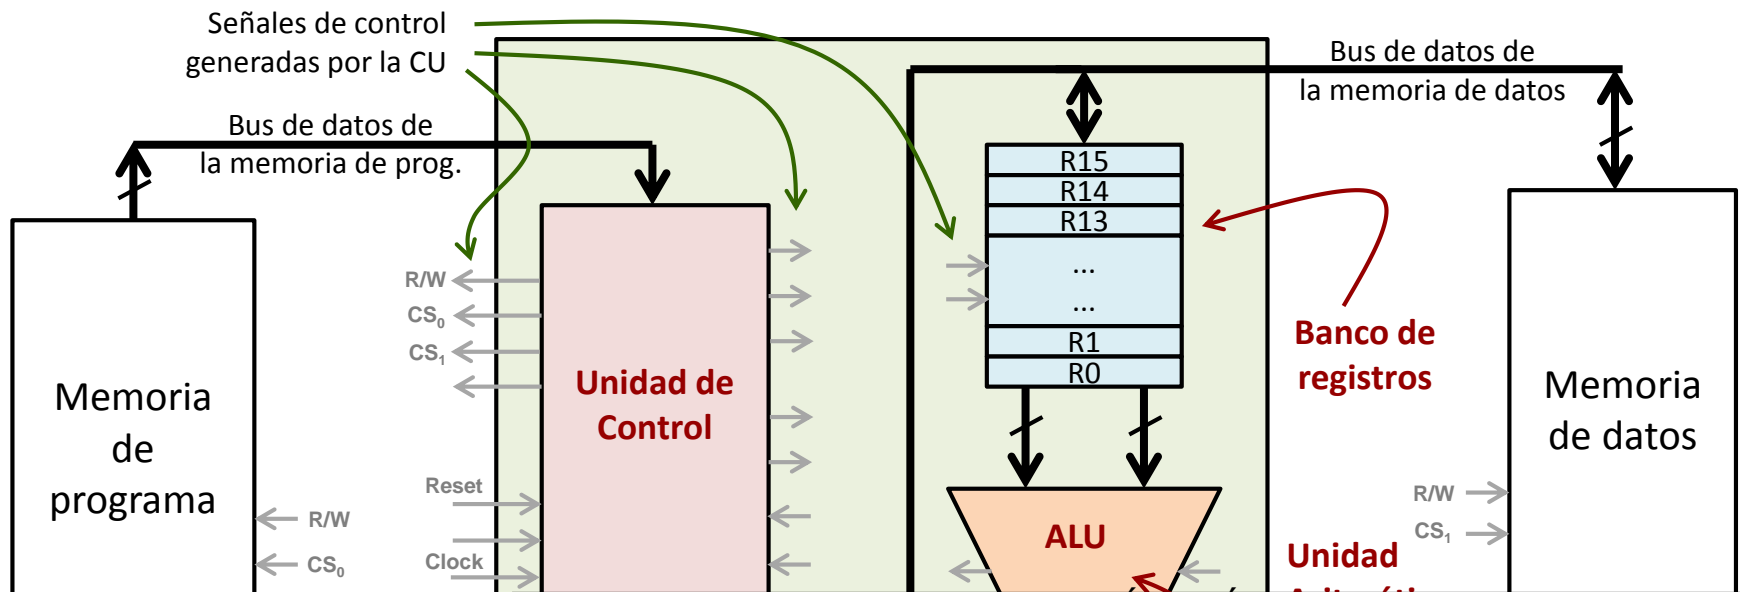 Señales de control
generadas por la CU
Bus de datos de
la memoria de datos
Bus de datos de
la memoria de prog.
R15
R14
R13
...
...
R1
R0
R/W
CS0
CS1
Unidad de
Control
Banco de
registros
Memoria
de
programa
Memoria
de datos
Reset
Clock
R/W
CS0
ALU
R/W
CS1
Unidad